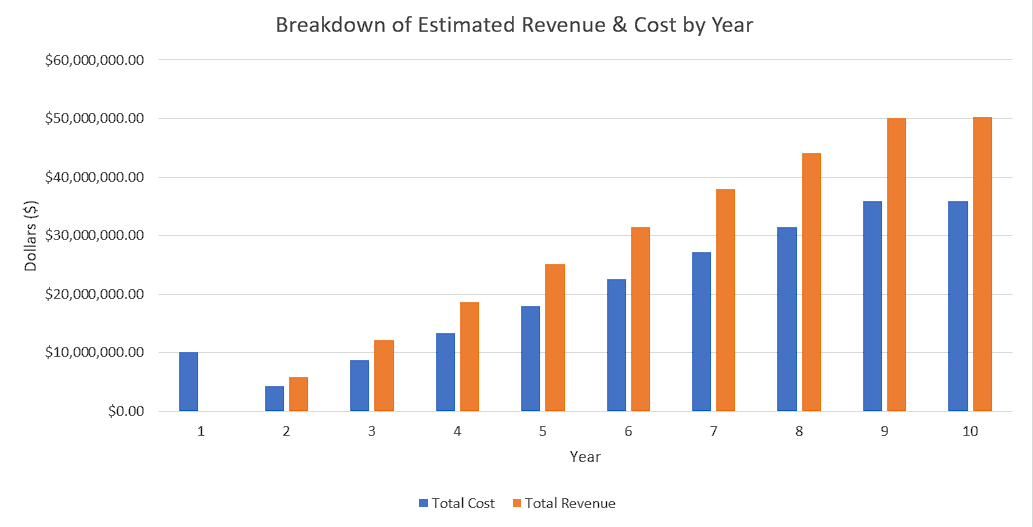 Breakdown of Estimated Revenue & Cost by Year
$60,000,000.00
$50,000,000.00
$40,000,000.00
$30,000,000.00
$20,000,000.00
$10,000,000.00
$0.00
Dollars ($)
1 2 3 4 5 6 7 8 9 10
Year
Total Cost Total Revenue